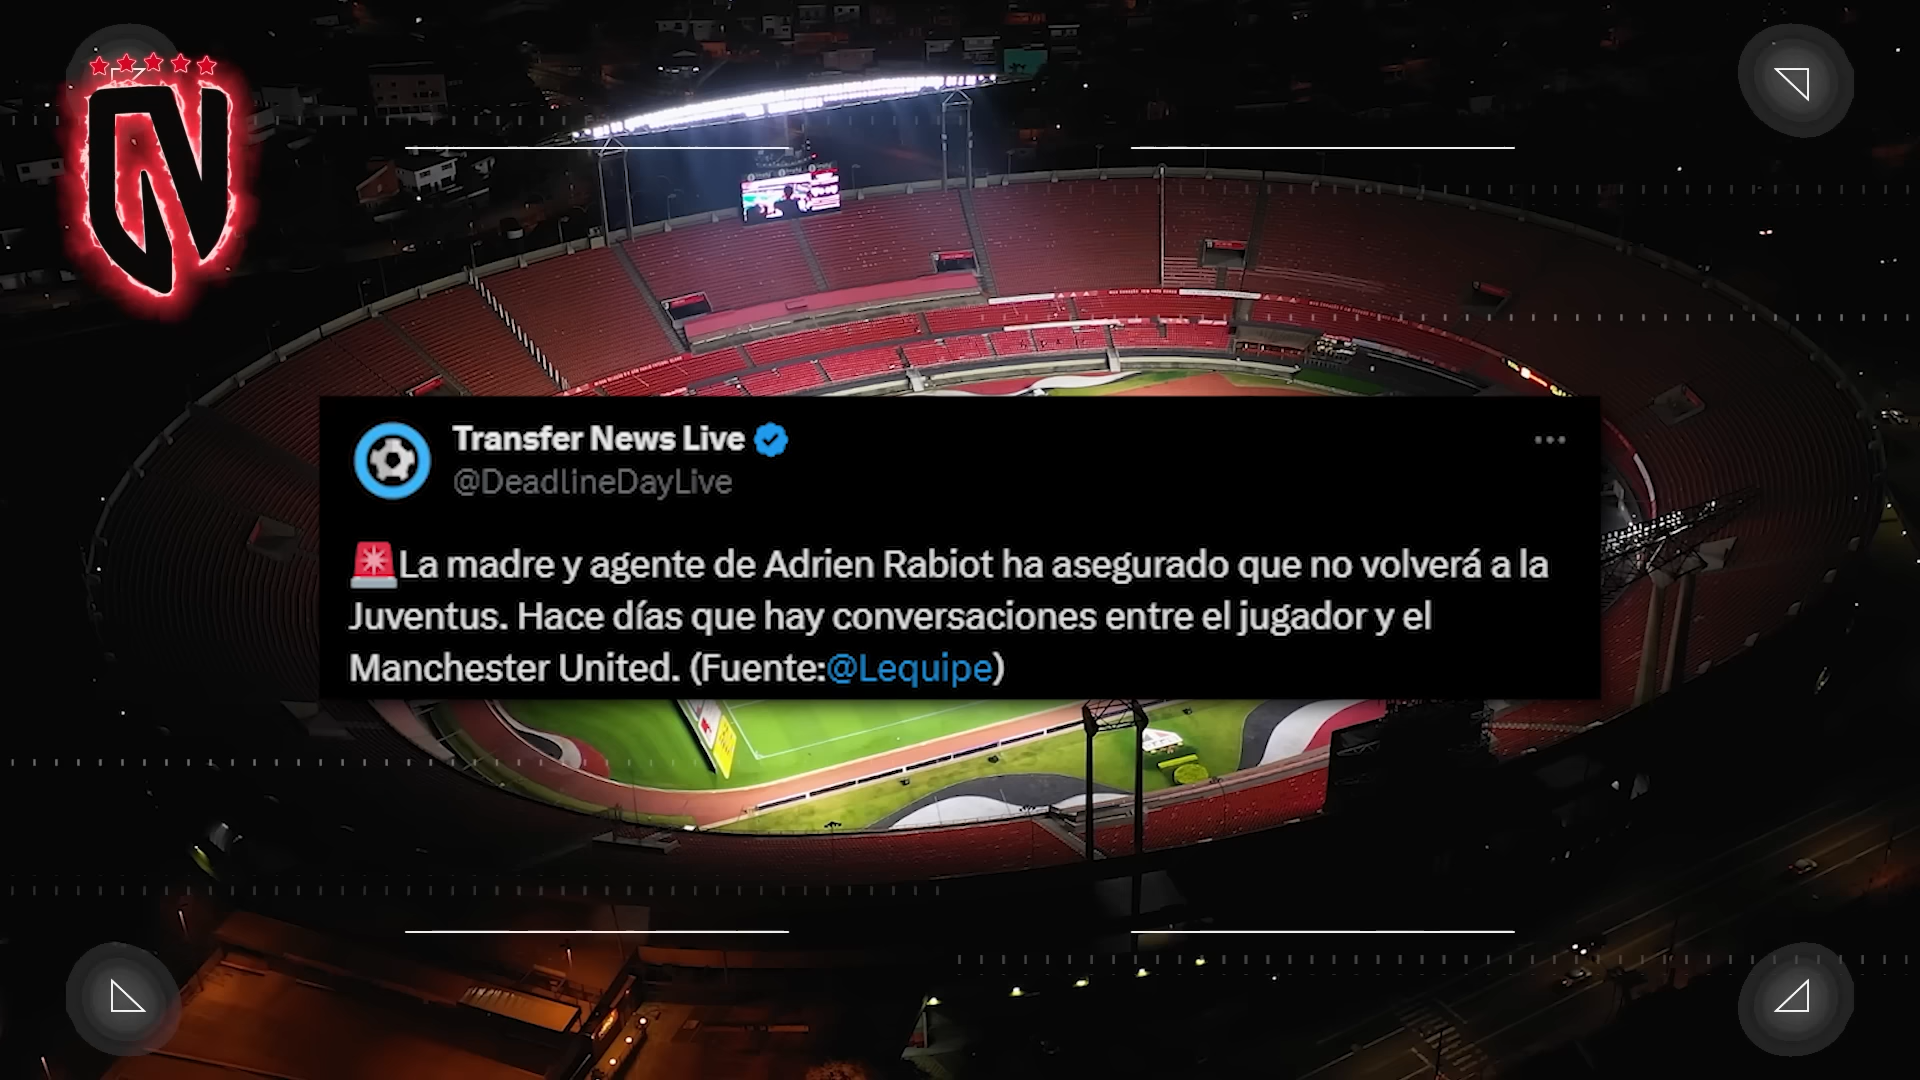 Transfer News Live
@DeadlineDayLive
🚨La madre y agente de Adrien Rabiot ha asegurado que no volverá a la
Juventus. Hace días que hay conversaciones entre el jugador y el
Manchester United. (Fuente:@Lequipe)